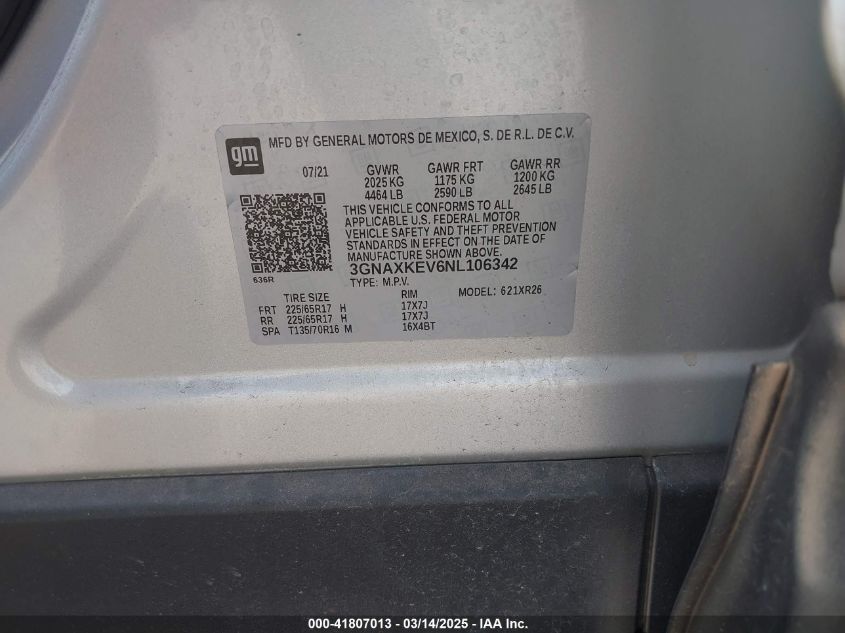 gm MFD BY GENERAL MOTORS DE MEXICO, S. DE R.L. DE C.V.
07/21 GVWR GAWR FRT GAWR RR
2025 KG 1175 KG 1200 KG
4464 LB 2590 LB 2645 LB
THIS VEHICLE CONFORMS TO ALL
APPLICABLE U.S. FEDERAL MOTOR
VEHICLE SAFETY AND THEFT PREVENTION
STANDARDS IN EFFECT ON THE DATE OF
MANUFACTURE SHOWN ABOVE.
3GNAXKEV6NL106342
636R TYPE: M.P.V. MODEL: 621XR26
TIRE SIZE RIM
FRT 225/65R17 H 17X7J
RR 225/65R17 H 17X7J
SPA T135/70R16 M 16X4BT
000-41807013 - 03/14/2025 - IAA Inc.